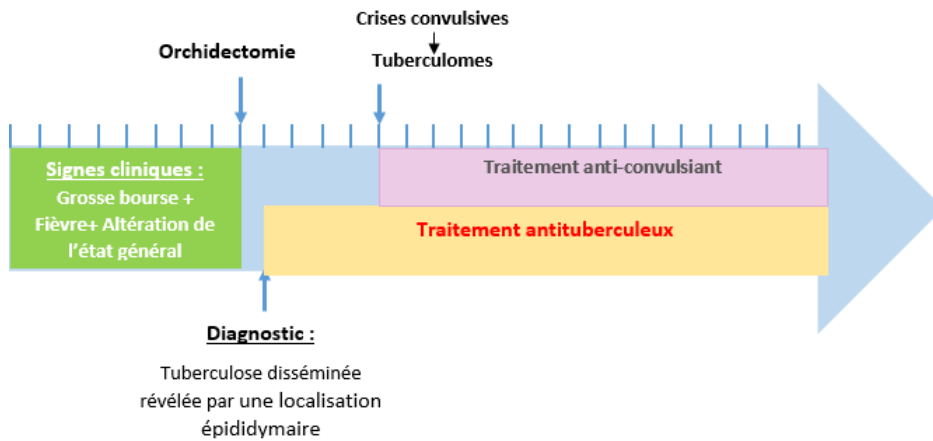 Crises convulsives
Orchidectomie
Tuberculomes
Signes cliniques :
Grosse bourse +
Fièvre+ Altération de
l’état général
Traitement anti-convulsiant
Traitement antituberculeux
Diagnostic :
Tuberculose disséminée
révélée par une localisation
épididymaire